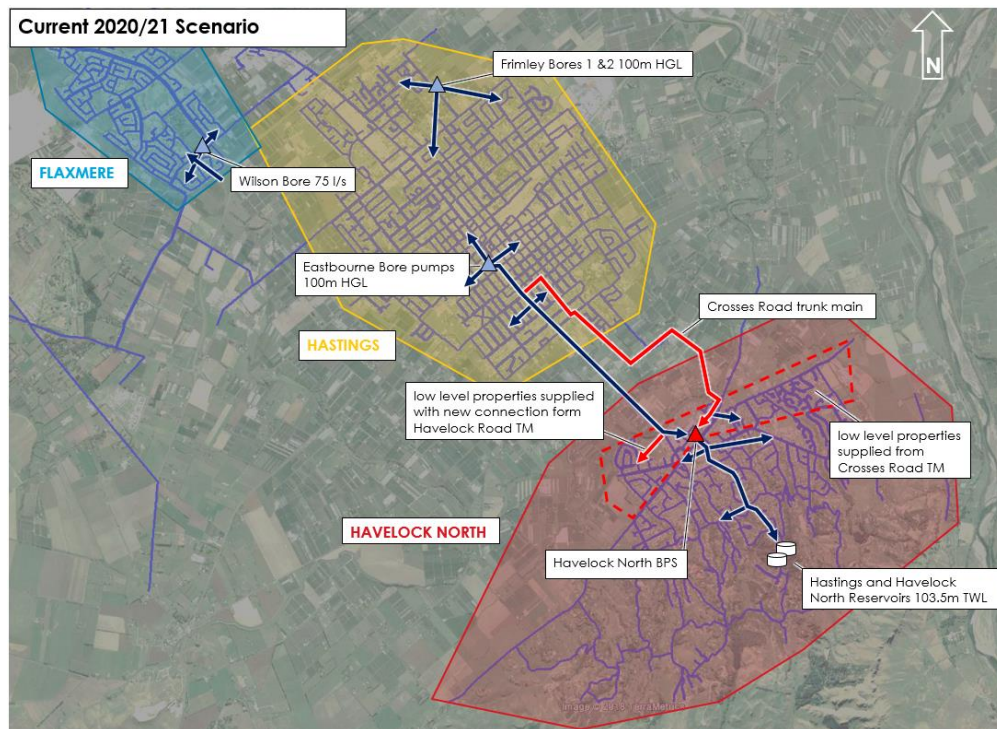 Current 2020/21 Scenario
N
Frimley Bores 1 &2 100m HGL
FLAXMERE
Wilson Bore 75 l/s
Eastbourne Bore pumps
100m HGL
Crosses Road trunk main
HASTINGS
low level properties supplied
with new connection form
Havelock Road TM
low level properties
supplied from
Crosses Road TM
HAVELOCK NORTH
Havelock North BPS
Hastings and Havelock
North Reservoirs 103.5m TWL